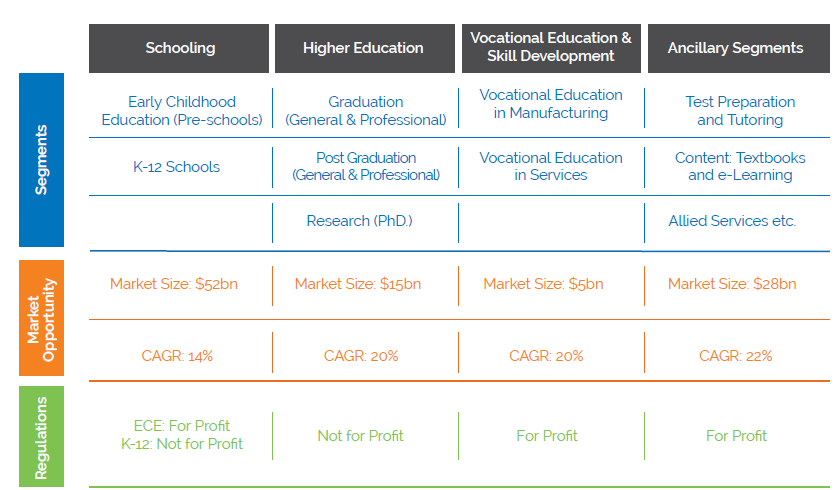 Schooling
Higher Education
Vocational Education &
Skill Development
Ancillary Segments
Segments
Early Childhood
Education (Pre-schools)
Graduation
(General & Professional)
Vocational Education
in Manufacturing
Test Preparation
and Tutoring
K-12 Schools
Post Graduation
(General & Professional)
Vocational Education
in Services
Content: Textbooks
and e-Learning
Research (PhD.)
Allied Services etc.
Market
Opportunity
Market Size: $52bn
Market Size: $15bn
Market Size: $5bn
Market Size: $28bn
CAGR: 14%
CAGR: 20%
CAGR: 20%
CAGR: 22%
Regulations
ECE: For Profit
K-12: Not for Profit
Not for Profit
For Profit
For Profit